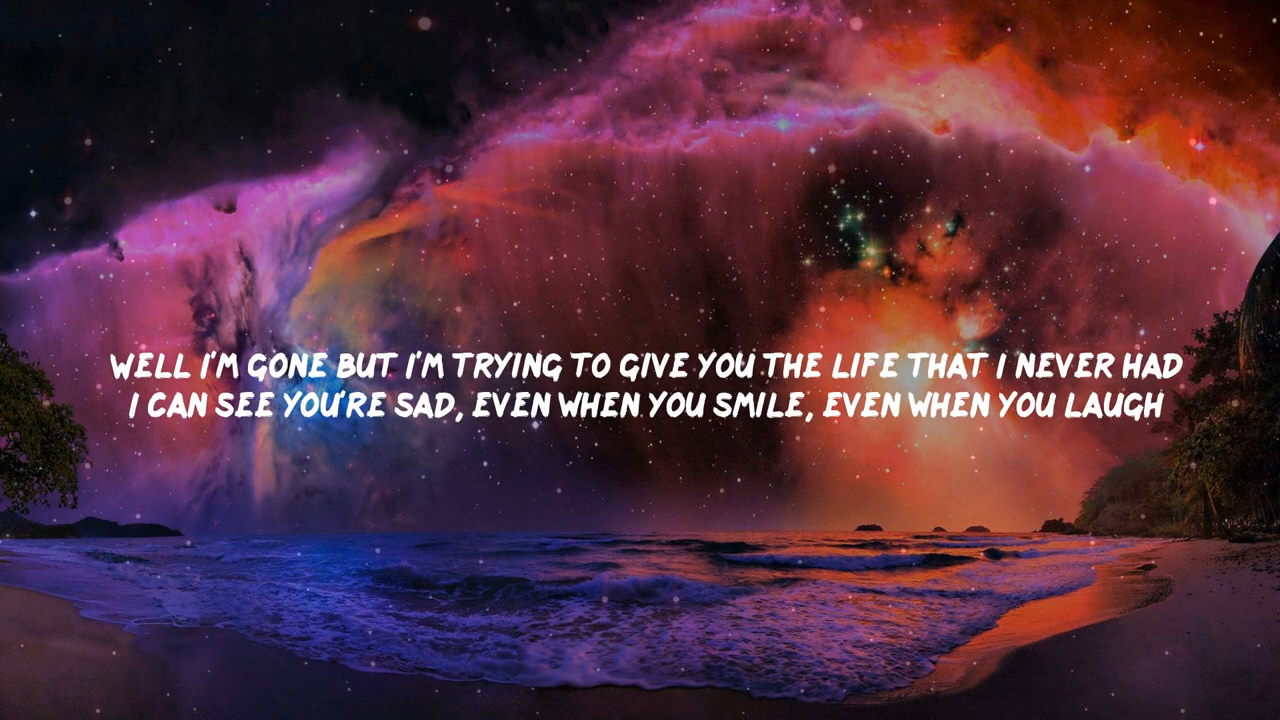 WELL I'M GONE BUT I'M TRYING TO GIVE YOU THE LIFE THAT I NEVER HAD
I CAN SEE YOU'RE SAD, EVEN WHEN YOU SMILE, EVEN WHEN YOU LAUGH